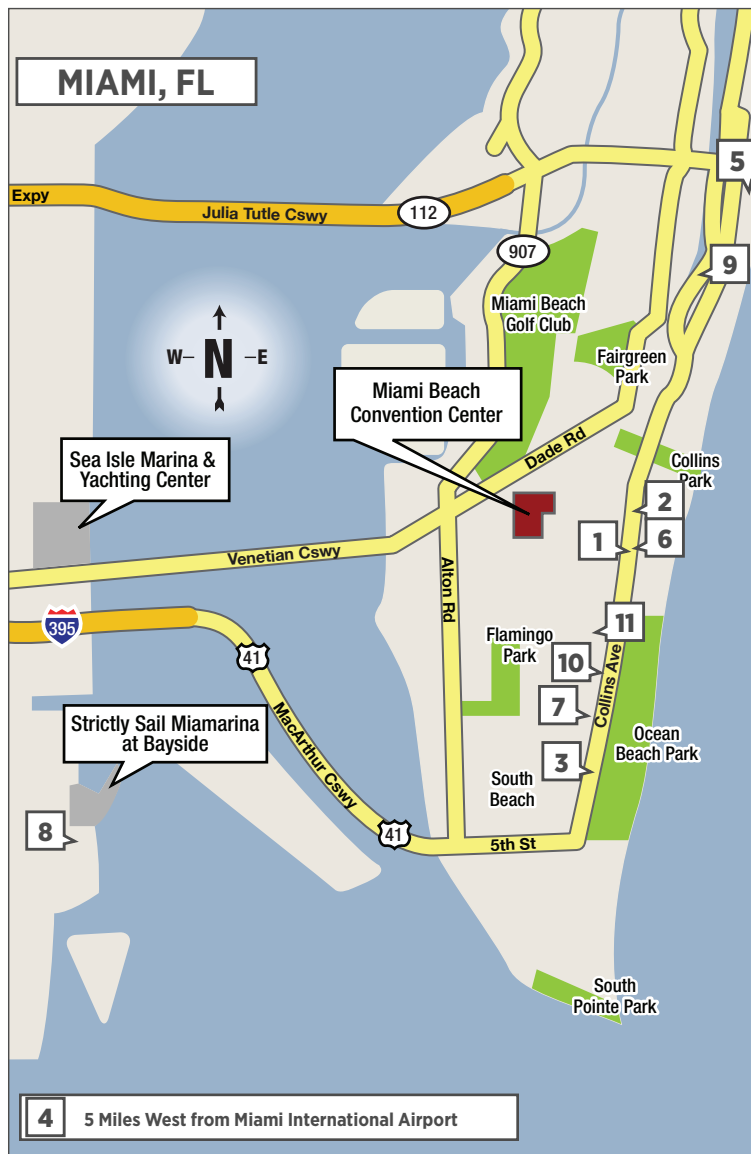 MIAMI, FL
5
Expy
Julia Tutle Cswy
112
907
9
Miami Beach
Golf Club
W
N
E
Fairgreen
Park
Miami Beach
Convention Center
Dade Rd
Sea Isle Marina &
Yachting Center
Collins
Park
2
1
6
Venetian Cswy
Alton Rd
395
41
Flamingo
Park
11
10
Collins Ave
7
Strictly Sail Miamarina
at Bayside
MacArthur Cswy
Ocean
Beach Park
3
South
Beach
8
41
5th St
South
Pointe Park
4
5 Miles West from Miami International Airport